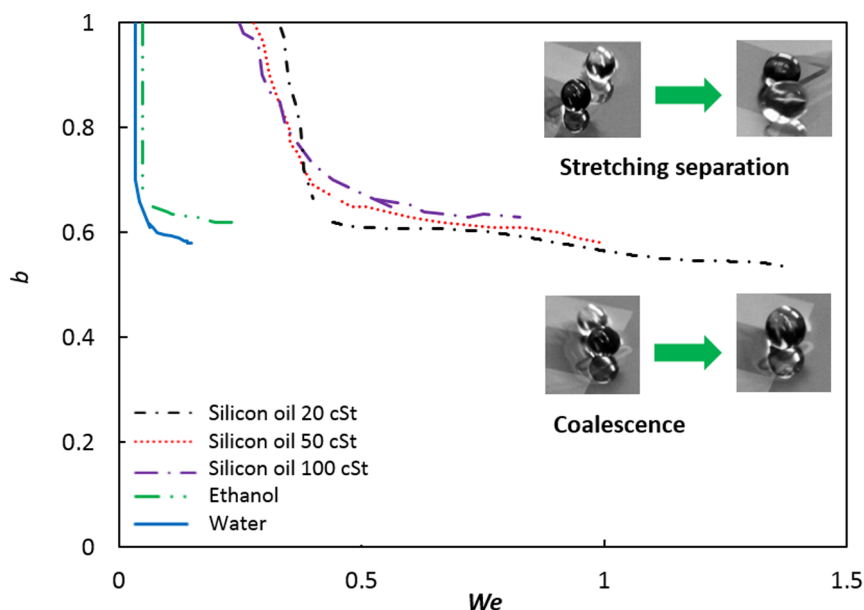 1
0.8
0.6
0.4
0.2
0
b
Stretching separation
Coalescence
Silicon oil 20 cSt
Silicon oil 50 cSt
Silicon oil 100 cSt
Ethanol
Water
0
0.5
1
1.5
We